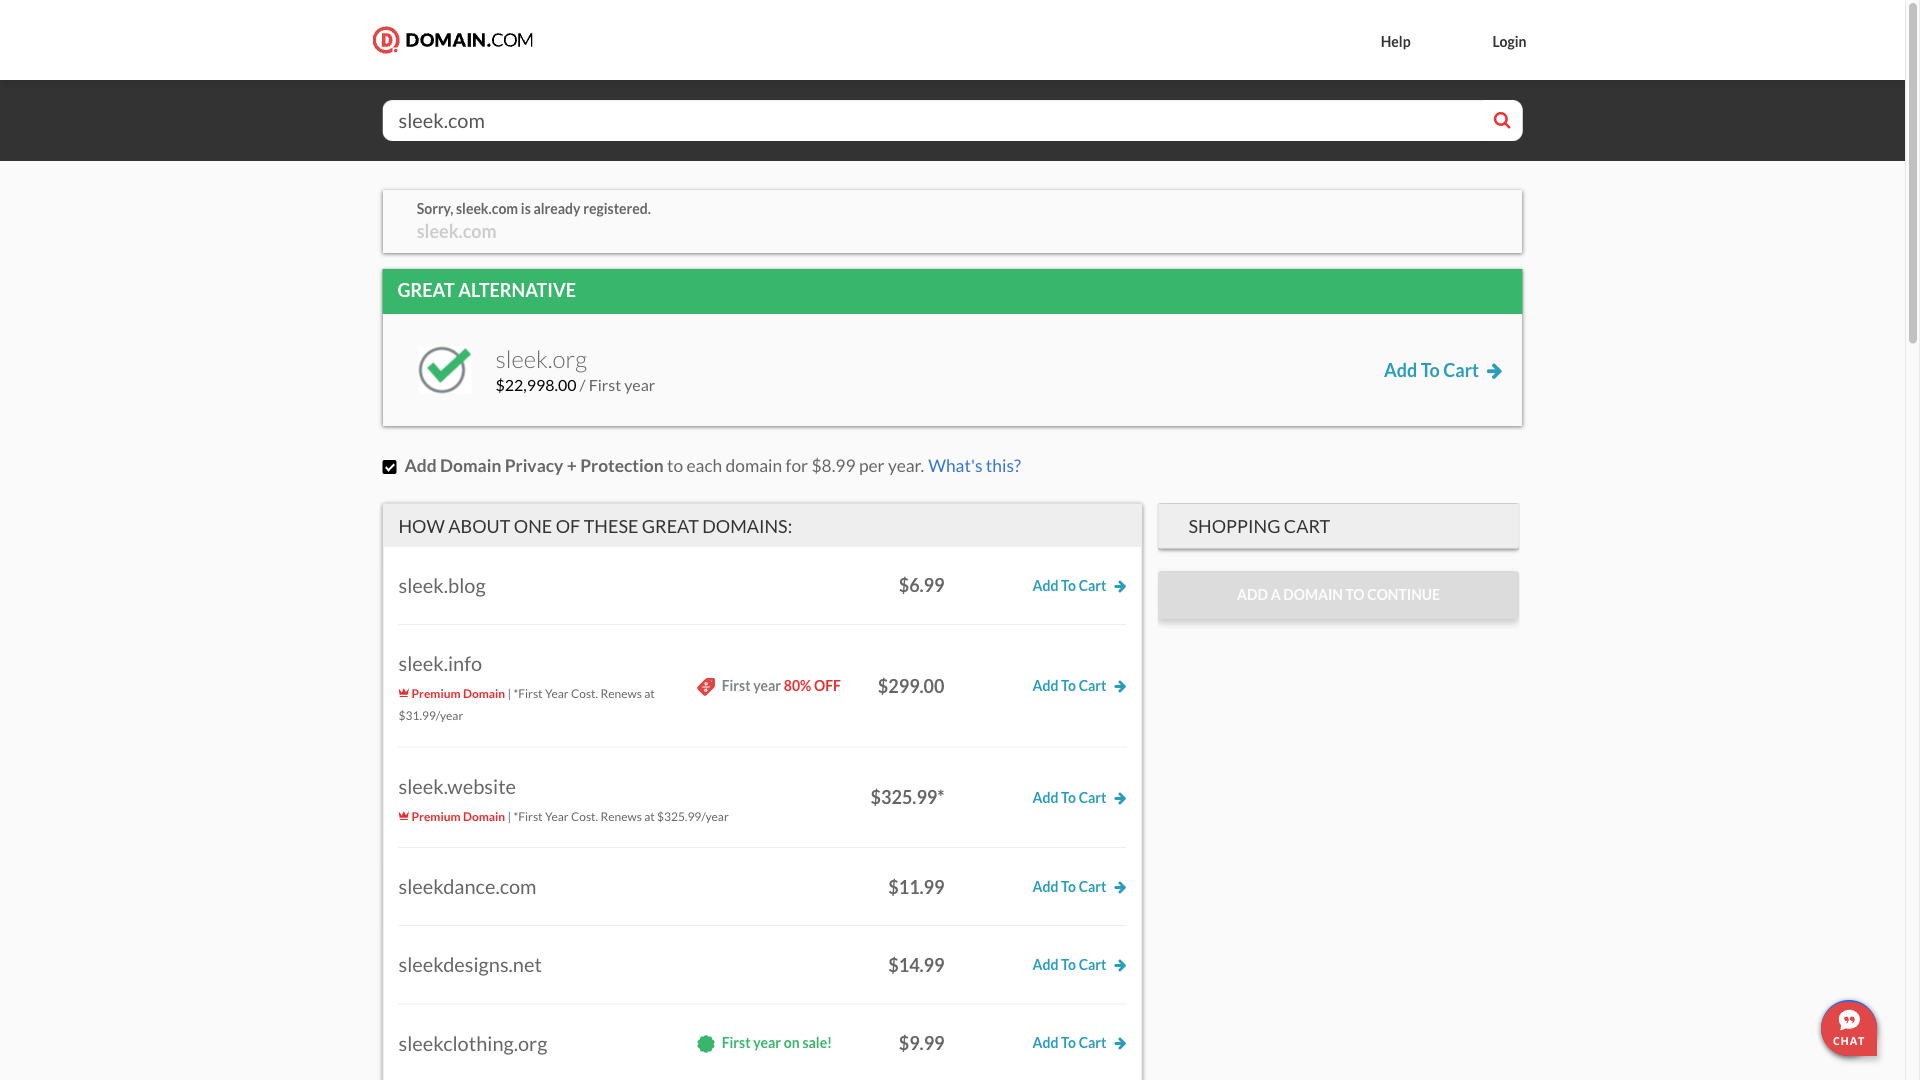 DOMAIN.COM
Help
Login
sleek.com
Sorry, sleek.com is already registered.
sleek.com
GREAT ALTERNATIVE
sleek.org
$22,998.00 / First year
Add To Cart
Add Domain Privacy + Protection to each domain for $8.99 per year. What's this?
HOW ABOUT ONE OF THESE GREAT DOMAINS:
sleek.blog
$6.99
Add To Cart
sleek.info
Premium Domain | *First Year Cost. Renews at
$31.99/year
First year 80% OFF
$299.00
Add To Cart
sleek.website
Premium Domain | *First Year Cost. Renews at $325.99/year
$325.99*
Add To Cart
sleekdance.com
$11.99
Add To Cart
sleekdesigns.net
$14.99
Add To Cart
sleekclothing.org
First year on sale!
$9.99
Add To Cart
SHOPPING CART
ADD A DOMAIN TO CONTINUE
CHAT